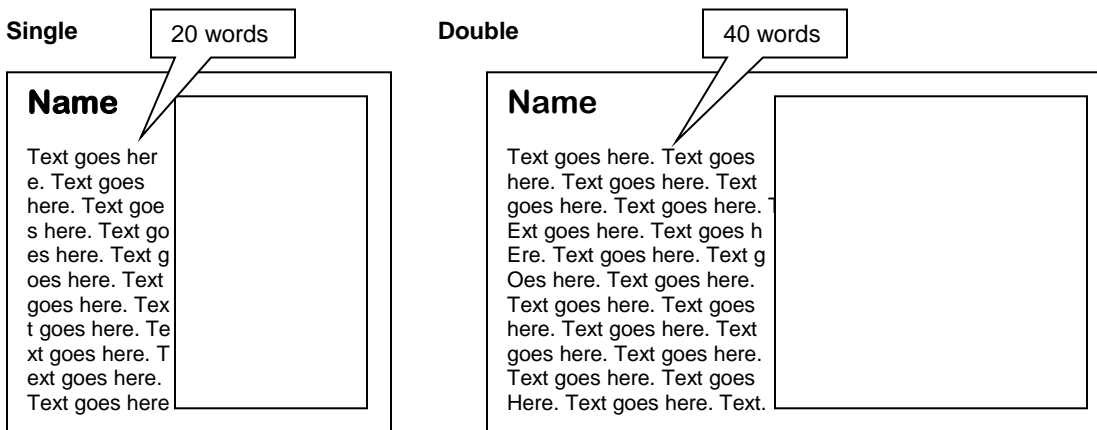 Single
20 words
Name
Text goes her
e. Text goes
here. Text goe
s here. Text go
es here. Text g
oes here. Text
goes here. Tex
t goes here. Te
xt goes here. T
ext goes here.
Text goes here
Double
40 words
Name
Text goes here. Text goes
here. Text goes here. Text
goes here. Text goes here. T
Ext goes here. Text goes h
Ere. Text goes here. Text g
Oes here. Text goes here.
Text goes here. Text goes
here. Text goes here. Text
goes here. Text goes here.
Text goes here. Text goes
Here. Text goes here. Text.